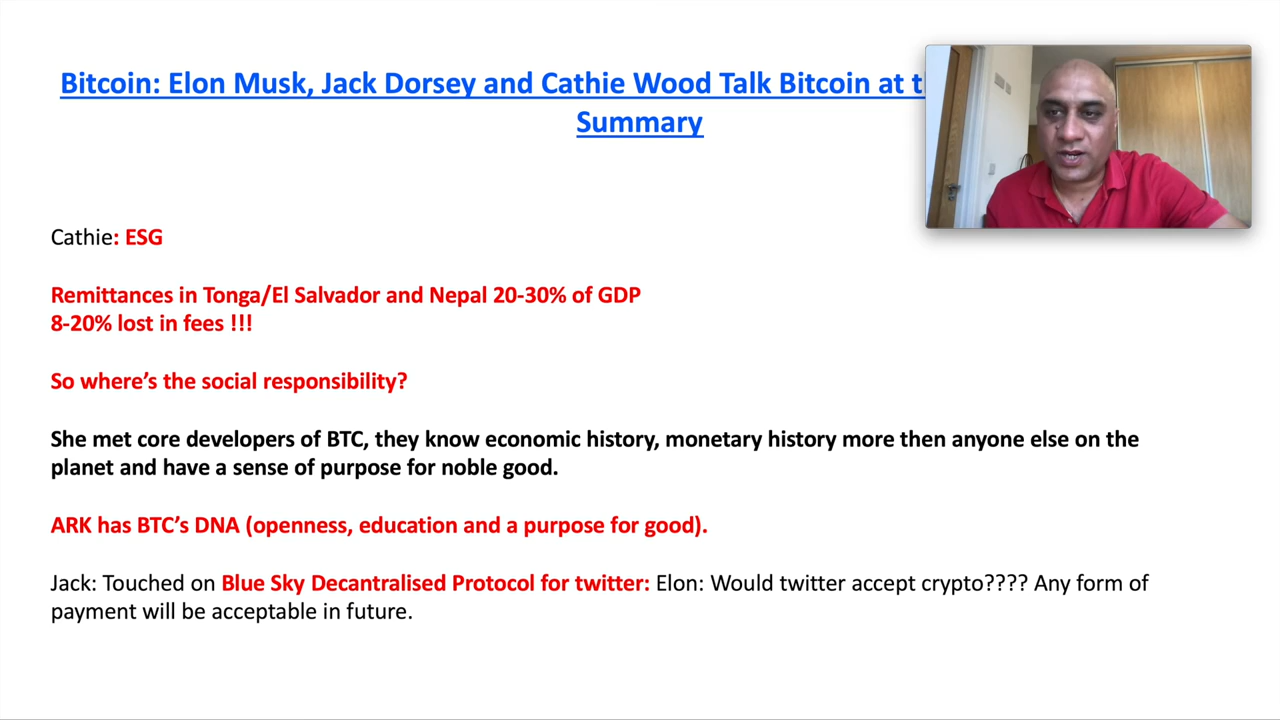 Bitcoin: Elon Musk, Jack Dorsey and Cathie Wood Talk Bitcoin at
Summary
Cathie: ESG
Remittances in Tonga/El Salvador and Nepal 20-30% of GDP
8-20% lost in fees !!!
So where’s the social responsibility?
She met core developers of BTC, they know economic history, monetary history more then anyone else on the
planet and have a sense of purpose for noble good.
ARK has BTC’s DNA (openness, education and a purpose for good).
Jack: Touched on Blue Sky Decantralised Protocol for twitter: Elon: Would twitter accept crypto???? Any form of
payment will be acceptable in future.